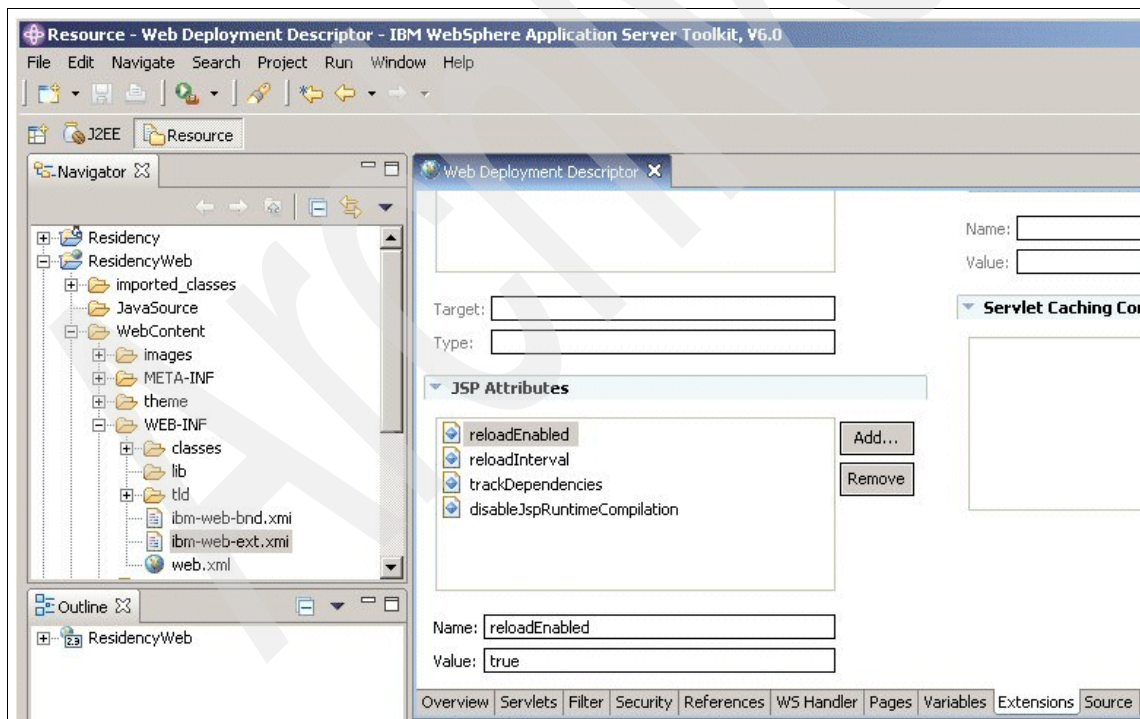 Resource - Web Deployment Descriptor - IBM WebSphere Application Server Toolkit, V6.0
File Edit Navigate Search Project Run Window Help
J2EE Resource
Navigator
Residency
ResidencyWeb
imported_classes
JavaSource
WebContent
images
META-INF
theme
WEB-INF
classes
lib
tld
ibm-web-bnd.xmi
ibm-web-ext.xmi
web.xml
Outline
2.3 ResidencyWeb
Web Deployment Descriptor
Name:
Value:
Target:
Type:
Servlet Caching Co
JSP Attributes
reloadEnabled
reloadInterval
trackDependencies
disableJspRuntimeCompilation
Add...
Remove
Name: reloadEnabled
Value: true
Overview Servlets Filter Security References WS Handler Pages Variables Extensions Source